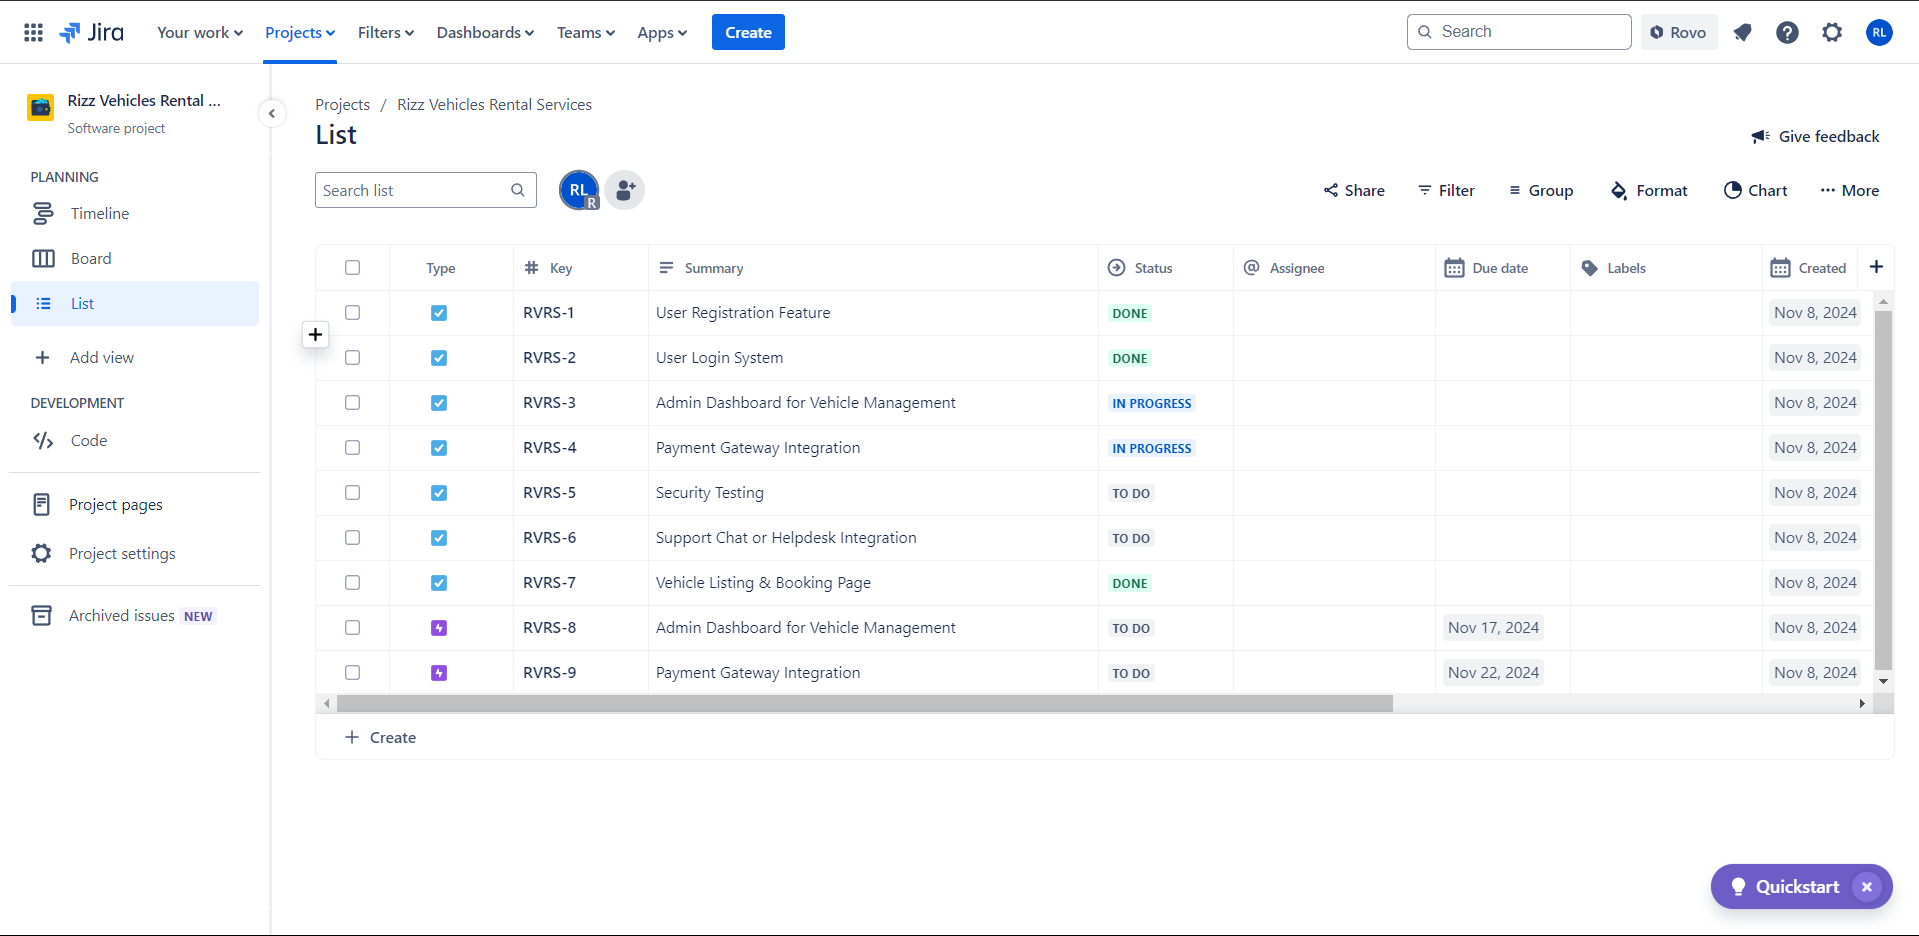 Jira
Your work
Projects
Filters
Dashboards
Teams
Apps
Create
Search
Rovo
RL
Rizz Vehicles Rental ...
Software project
PLANNING
Timeline
Board
List
Add view
DEVELOPMENT
Code
Project pages
Project settings
Archived issues NEW
Projects / Rizz Vehicles Rental Services
List
Give feedback
Search list
RL
R
Share
Filter
Group
Format
Chart
More
Type Key Summary Status Assignee Due date Labels Created
RVRS-1 User Registration Feature DONE Nov 8, 2024
RVRS-2 User Login System DONE Nov 8, 2024
RVRS-3 Admin Dashboard for Vehicle Management IN PROGRESS Nov 8, 2024
RVRS-4 Payment Gateway Integration IN PROGRESS Nov 8, 2024
RVRS-5 Security Testing TO DO Nov 8, 2024
RVRS-6 Support Chat or Helpdesk Integration TO DO Nov 8, 2024
RVRS-7 Vehicle Listing & Booking Page DONE Nov 8, 2024
RVRS-8 Admin Dashboard for Vehicle Management TO DO Nov 17, 2024 Nov 8, 2024
RVRS-9 Payment Gateway Integration TO DO Nov 22, 2024 Nov 8, 2024
Create
Quickstart